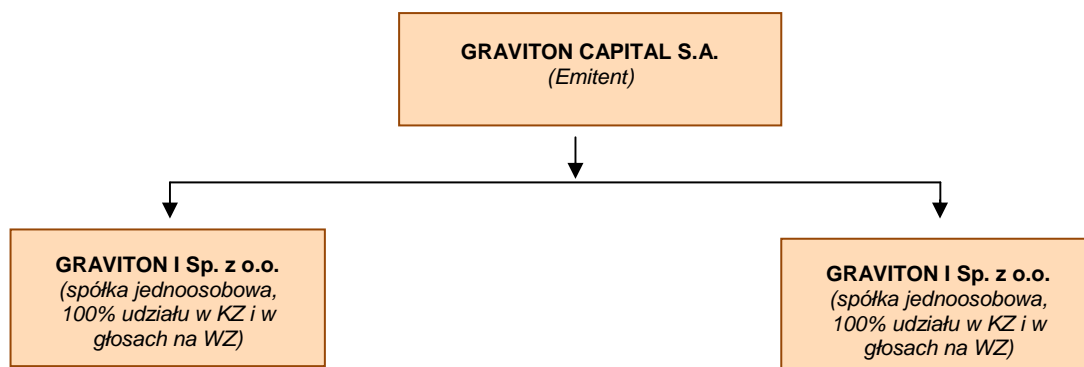 GRAVITON CAPITAL S.A.
(Emitent)
GRAVITON I Sp. z o.o.
(spółka jednoosobowa,
100% udziału w KZ i w
głosach na WZ)
GRAVITON I Sp. z o.o.
(spółka jednoosobowa,
100% udziału w KZ i w
głosach na WZ)